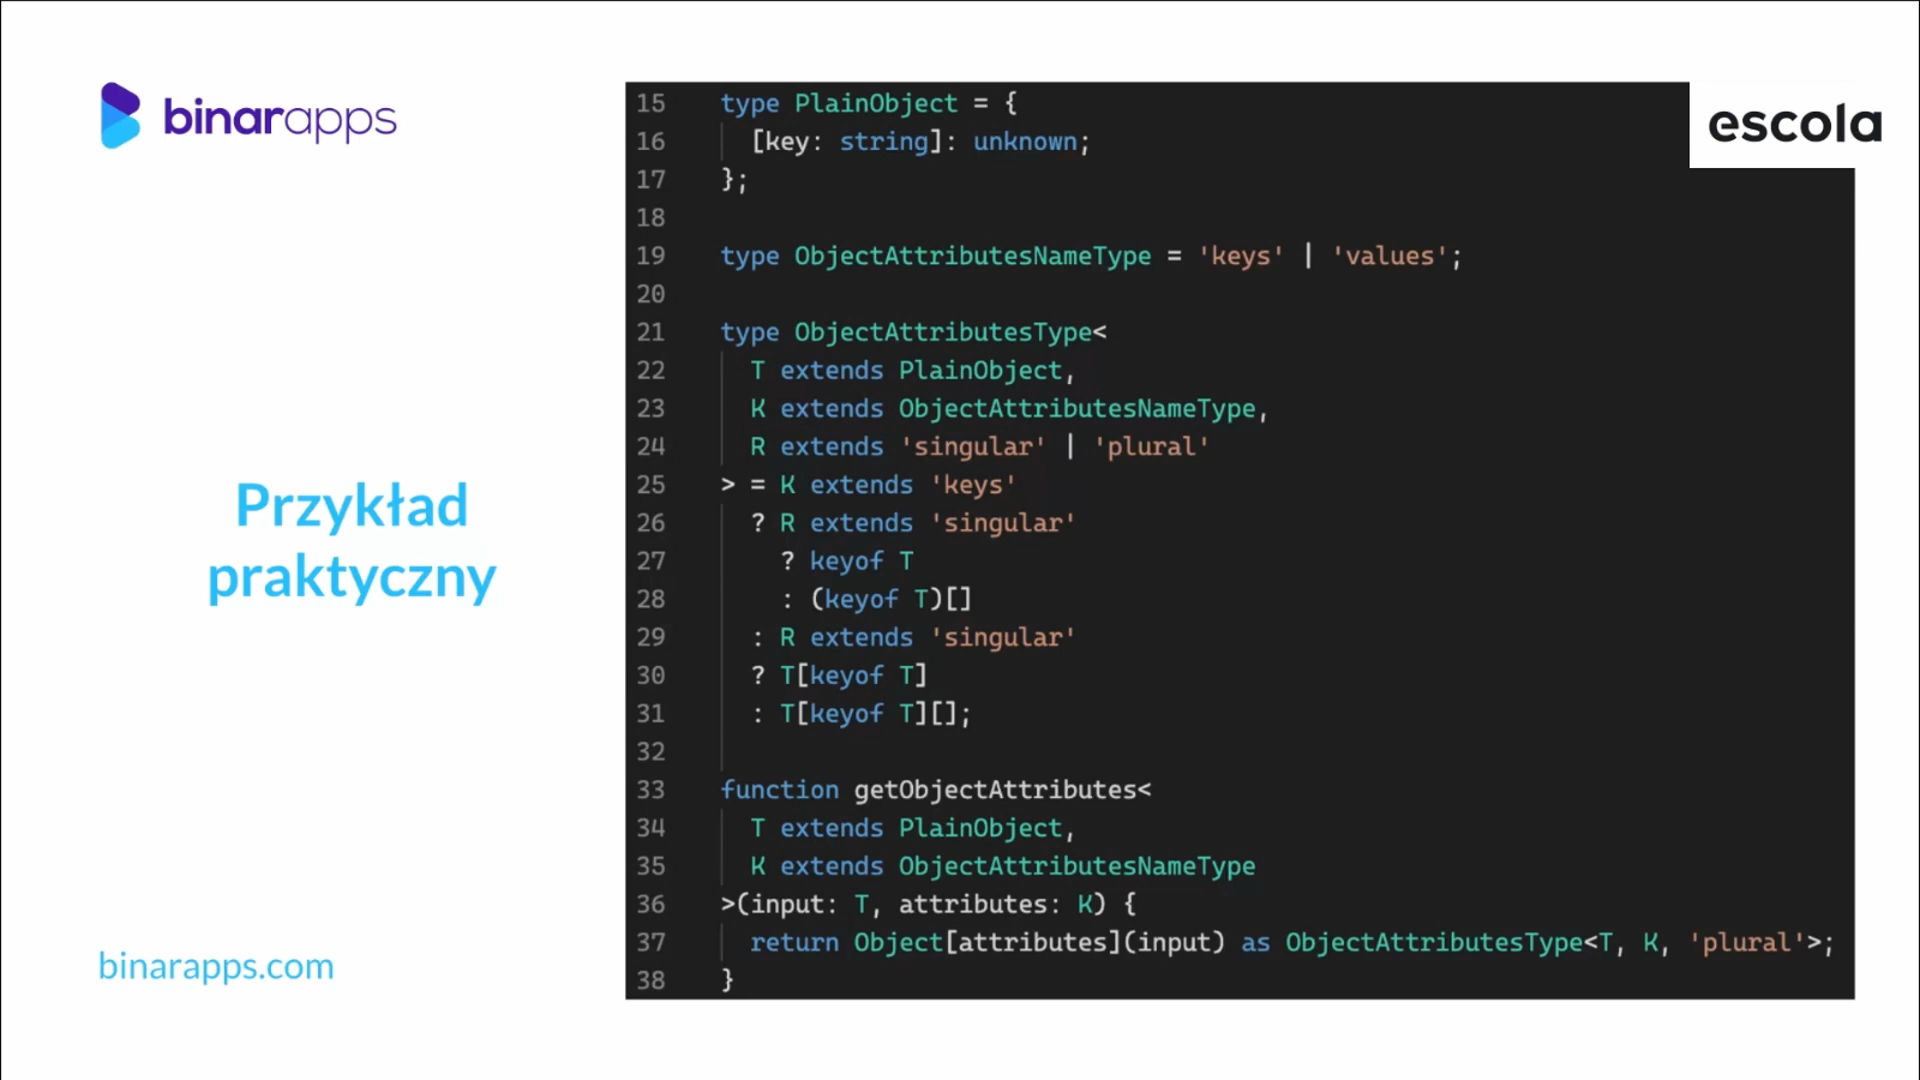 binarapps
escola
Przykład
praktyczny
binarapps.com
15 type PlainObject = {
16 [key: string]: unknown;
17 };
18
19 type ObjectAttributesNameType = 'keys' | 'values';
20
21 type ObjectAttributesType<
22 T extends PlainObject,
23 K extends ObjectAttributesNameType,
24 R extends 'singular' | 'plural'
25 > = K extends 'keys'
26 ? R extends 'singular'
27 ? keyof T
28 : (keyof T)[]
29 : R extends 'singular'
30 ? T[keyof T]
31 : T[keyof T][];
32
33 function getObjectAttributes<
34 T extends PlainObject,
35 K extends ObjectAttributesNameType
36 >(input: T, attributes: K) {
37 return Object[attributes](input) as ObjectAttributesType<T, K, 'plural'>;
38 }